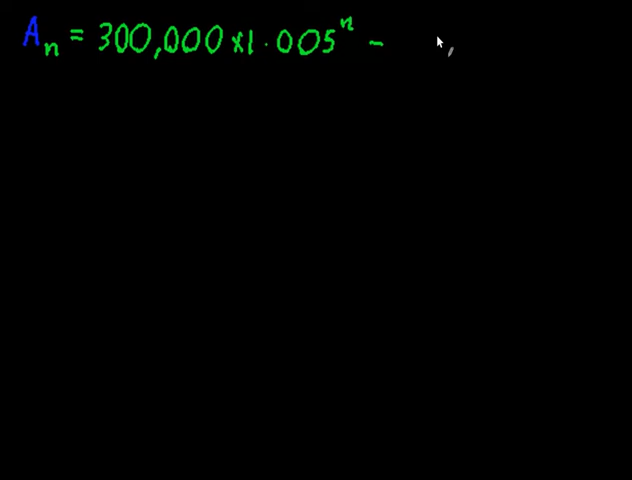 Aₙ = 300,000 × 1.005ⁿ −